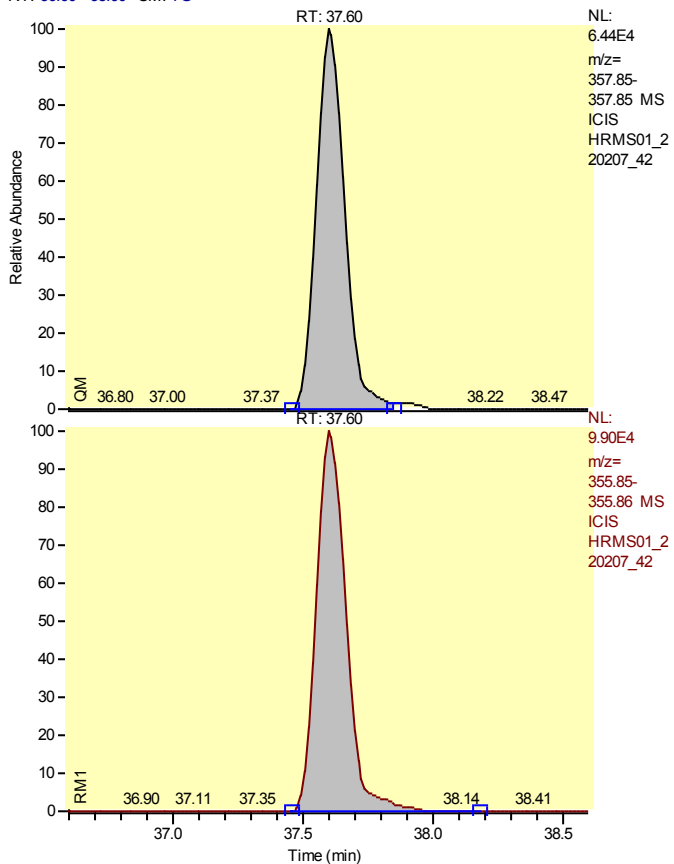 RT: 37.60
NL:
6.44E4
m/z=
357.85-
357.85 MS
ICIS
HRMS01_2
20207_42
100
90
80
70
60
50
40
30
20
10
0
Relative Abundance
QM
36.80 37.00 37.37 38.22 38.47
RT: 37.60
NL:
9.90E4
m/z=
355.85-
355.86 MS
ICIS
HRMS01_2
20207_42
100
90
80
70
60
50
40
30
20
10
0
RM1
36.90 37.11 37.35 38.14 38.41
37.0 37.5 38.0 38.5
Time (min)